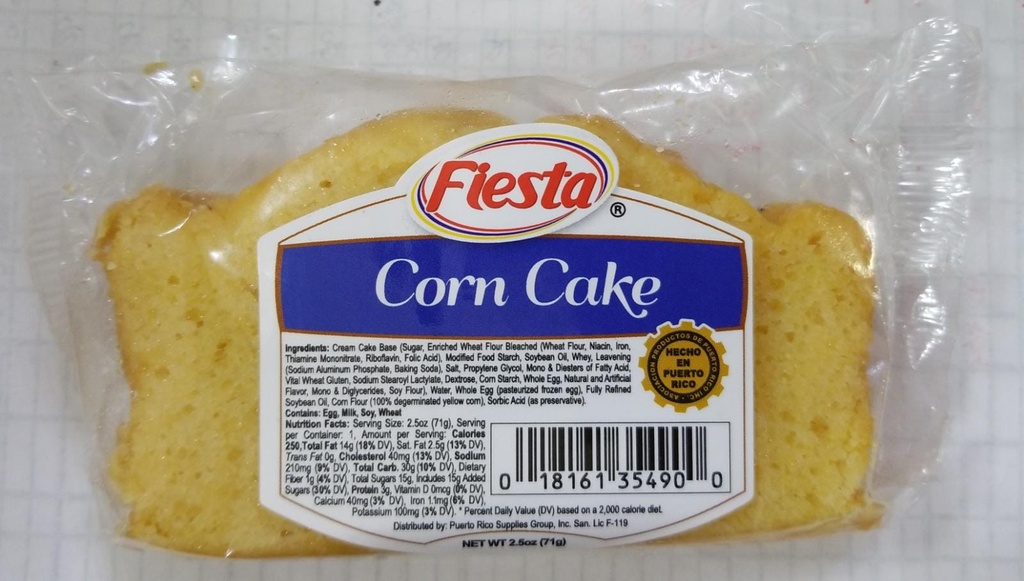 Fiesta
®
Corn Cake
Ingredients: Cream Cake Base (Sugar, Enriched Wheat Flour Bleached (Wheat Flour, Niacin, Iron,
Thiamine Mononitrate, Riboflavin, Folic Acid), Modified Food Starch, Soybean Oil, Whey, Leavening
(Sodium Aluminum Phosphate, Baking Soda), Salt, Propylene Glycol, Mono & Diesters of Fatty Acid,
Vital Wheat Gluten, Sodium Stearoyl Lactylate, Dextrose, Corn Starch, Whole Egg, Natural and Artificial
Flavor, Mono & Diglycerides, Soy Flour), Water, Whole Egg (pasteurized frozen egg), Fully Refined
Soybean Oil, Corn Flour (100% degerminated yellow corn), Sorbic Acid (as preservative).
Contains: Egg, Milk, Soy, Wheat
Nutrition Facts: Serving Size: 2.5oz (71g), Serving
per Container: 1, Amount per Serving: Calories
250, Total Fat 14g (18% DV), Sat. Fat 2.5g (13% DV),
Trans Fat 0g, Cholesterol 40mg (13% DV), Sodium
210mg (9% DV), Total Carb. 30g (10% DV), Dietary
Fiber 1g (4% DV), Total Sugars 15g, Includes 15g Added
Sugars (30% DV), Protein 3g, Vitamin D 0mcg (0% DV),
Calcium 40mg (3% DV), Iron 1.1mg (6% DV),
Potassium 100mg (3% DV). * Percent Daily Value (DV) based on a 2,000 calorie diet.
Distributed by: Puerto Rico Supplies Group, Inc. San. Lic F-119
NET WT 2.5oz (71g)
ASOCIACION PRODUCTOS DE PUERTO RICO INC.
HECHO
EN
PUERTO
RICO
0 18161 35490 0